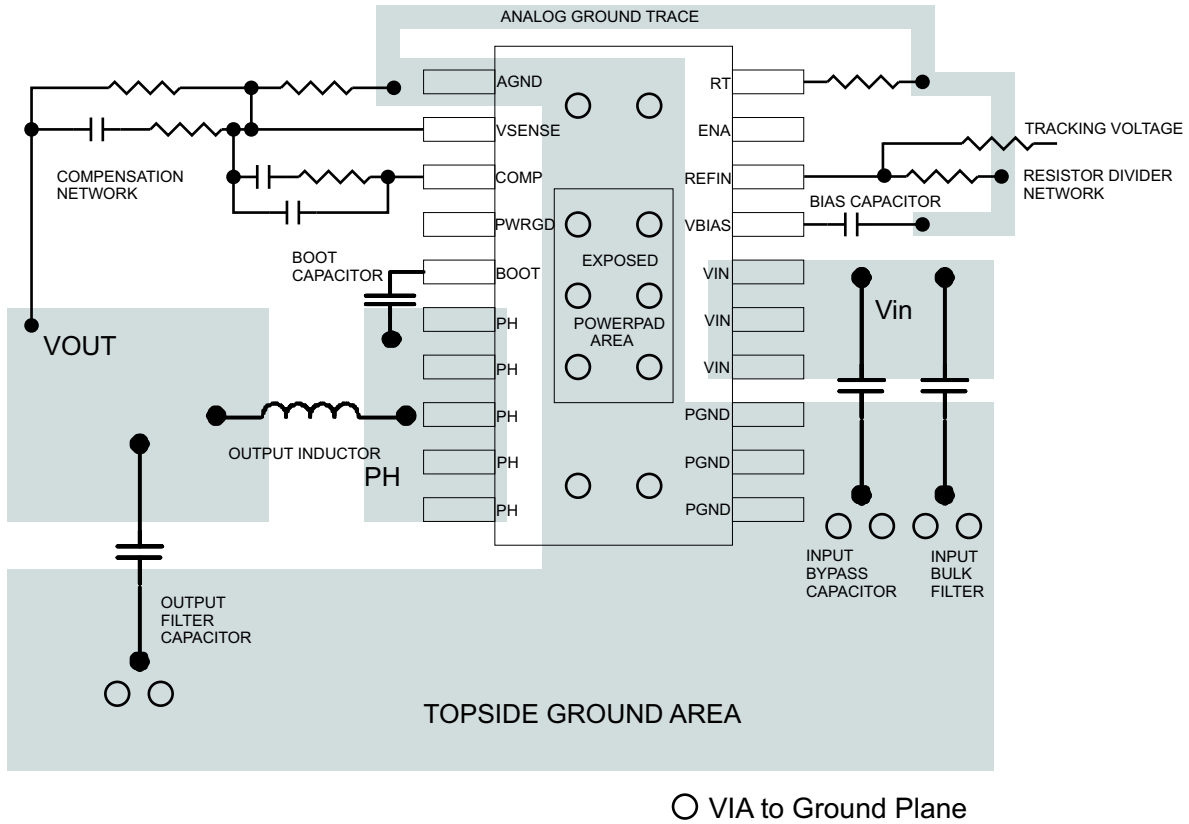 ANALOG GROUND TRACE
AGND
RT
VSENSE
ENA
TRACKING VOLTAGE
COMPENSATION
NETWORK
COMP
REFIN
RESISTOR DIVIDER
NETWORK
BIAS CAPACITOR
PWRGD
VBIAS
BOOT
CAPACITOR
BOOT
EXPOSED
POWERPAD
AREA
VIN
Vin
PH
VIN
VOUT
PH
VIN
PH
PGND
OUTPUT INDUCTOR
PH
PH
PGND
PH
PGND
INPUT
BYPASS
CAPACITOR
INPUT
BULK
FILTER
OUTPUT
FILTER
CAPACITOR
TOPSIDE GROUND AREA
VIA to Ground Plane